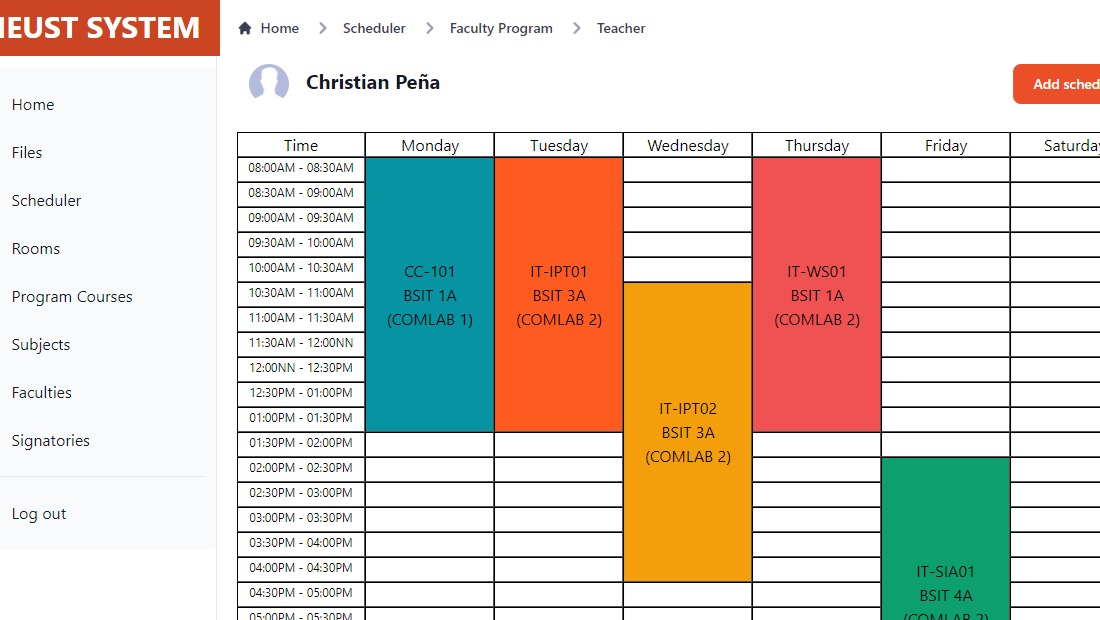 IEUST SYSTEM
Home
Scheduler
Faculty Program
Teacher
Christian Peña
Add sched
Home
Files
Scheduler
Rooms
Program Courses
Subjects
Faculties
Signatories
Log out
Time Monday Tuesday Wednesday Thursday Friday Saturday
08:00AM - 08:30AM
08:30AM - 09:00AM
09:00AM - 09:30AM
09:30AM - 10:00AM
10:00AM - 10:30AM
10:30AM - 11:00AM
11:00AM - 11:30AM
11:30AM - 12:00NN
12:00NN - 12:30PM
12:30PM - 01:00PM
01:00PM - 01:30PM
01:30PM - 02:00PM
02:00PM - 02:30PM
02:30PM - 03:00PM
03:00PM - 03:30PM
03:30PM - 04:00PM
04:00PM - 04:30PM
04:30PM - 05:00PM
05:00PM - 05:30PM
CC-101
BSIT 1A
(COMLAB 1)
IT-IPT01
BSIT 3A
(COMLAB 2)
IT-IPT02
BSIT 3A
(COMLAB 2)
IT-WS01
BSIT 1A
(COMLAB 2)
IT-SIA01
BSIT 4A
(COMLAB 2)